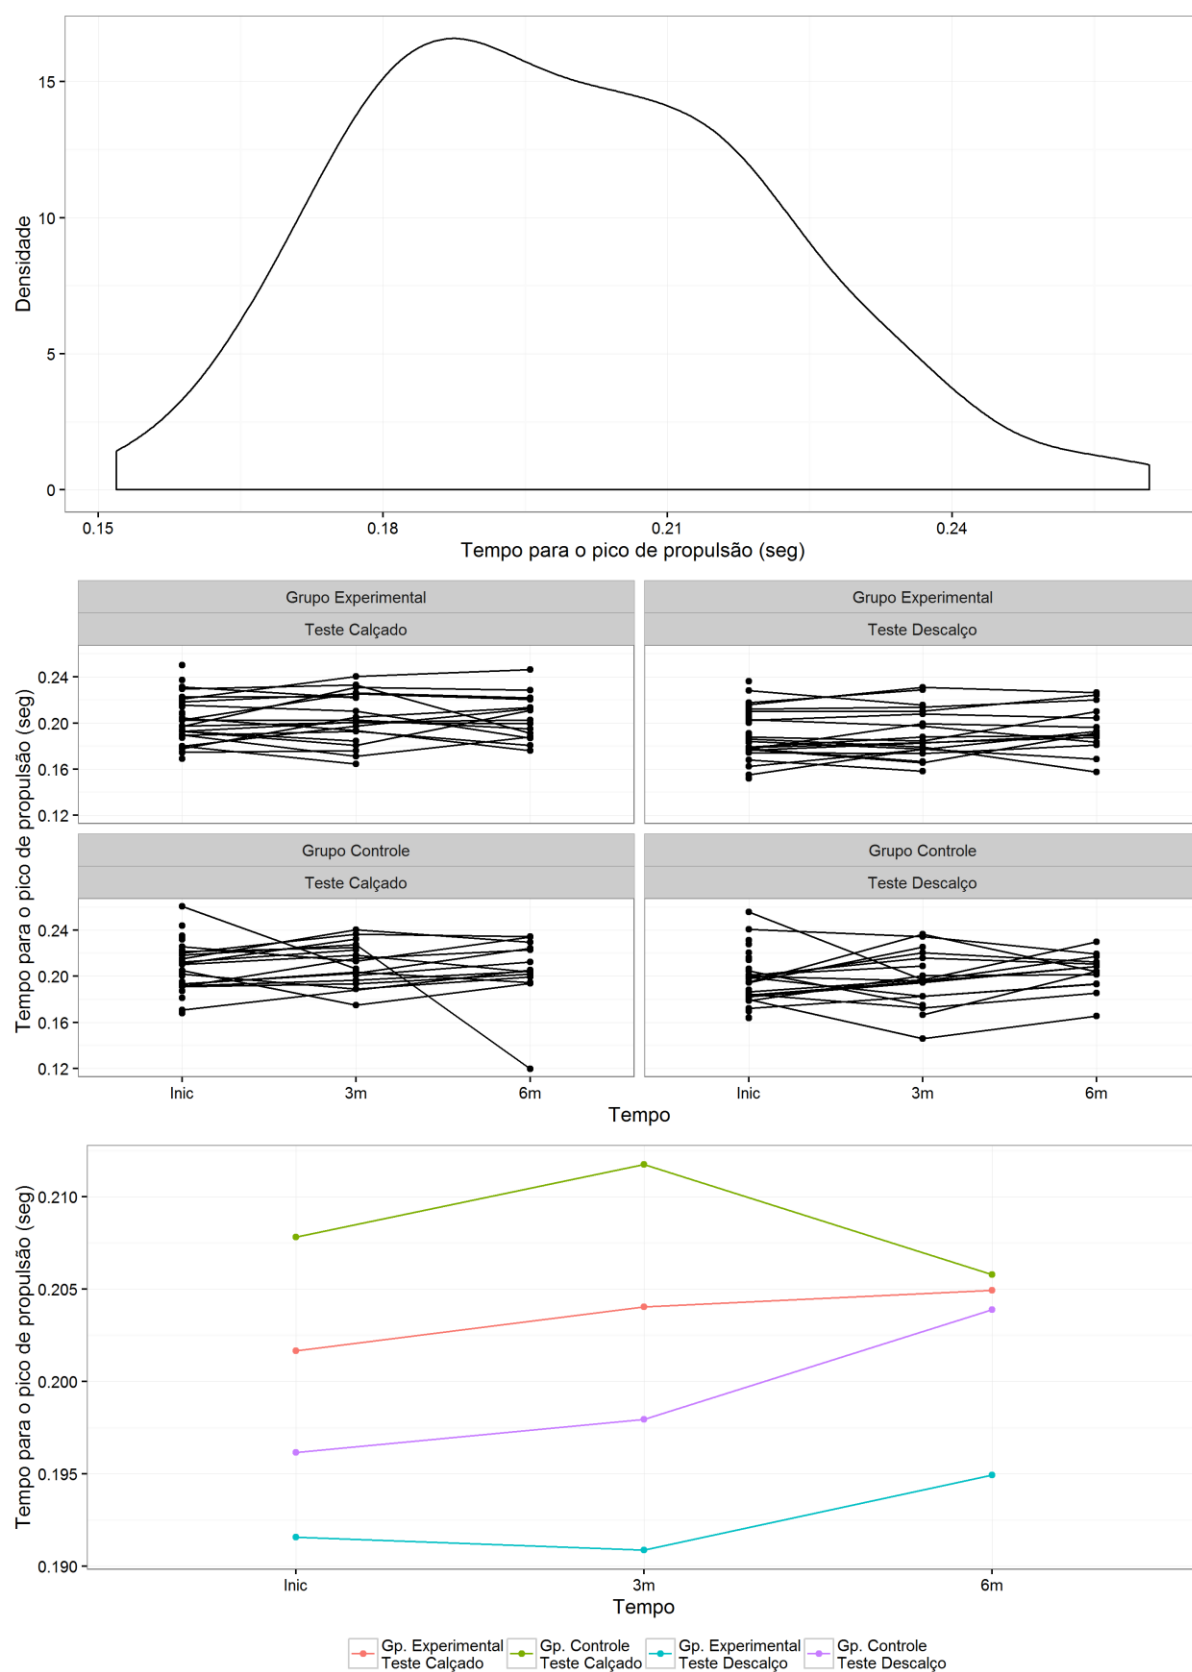 Densidade
15
10
5
0
0.15 0.18 0.21 0.24
Tempo para o pico de propulsão (seg)
Tempo para o pico de propulsão (seg)
Grupo Experimental Grupo Experimental
Teste Calçado Teste Descalço
0.24
0.20
0.16
0.12
Grupo Controle Grupo Controle
Teste Calçado Teste Descalço
0.24
0.20
0.16
0.12
Inic 3m 6m Inic 3m 6m
Tempo
Tempo para o pico de propulsão (seg)
0.210
0.205
0.200
0.195
0.190
Inic 3m 6m
Tempo
Gp. Experimental Gp. Controle Gp. Experimental Gp. Controle
Teste Calçado Teste Calçado Teste Descalço Teste Descalço